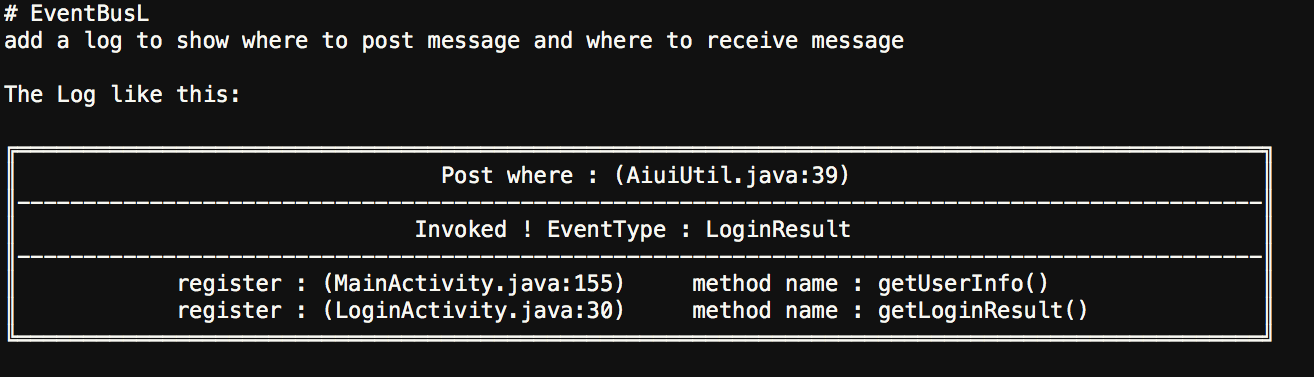 # EventBusL
add a log to show where to post message and where to receive message
The Log like this:
Post where : (AiuiUtil.java:39)
Invoked ! EventType : LoginResult
register : (MainActivity.java:155)     method name : getUserInfo()
register : (LoginActivity.java:30)     method name : getLoginResult()